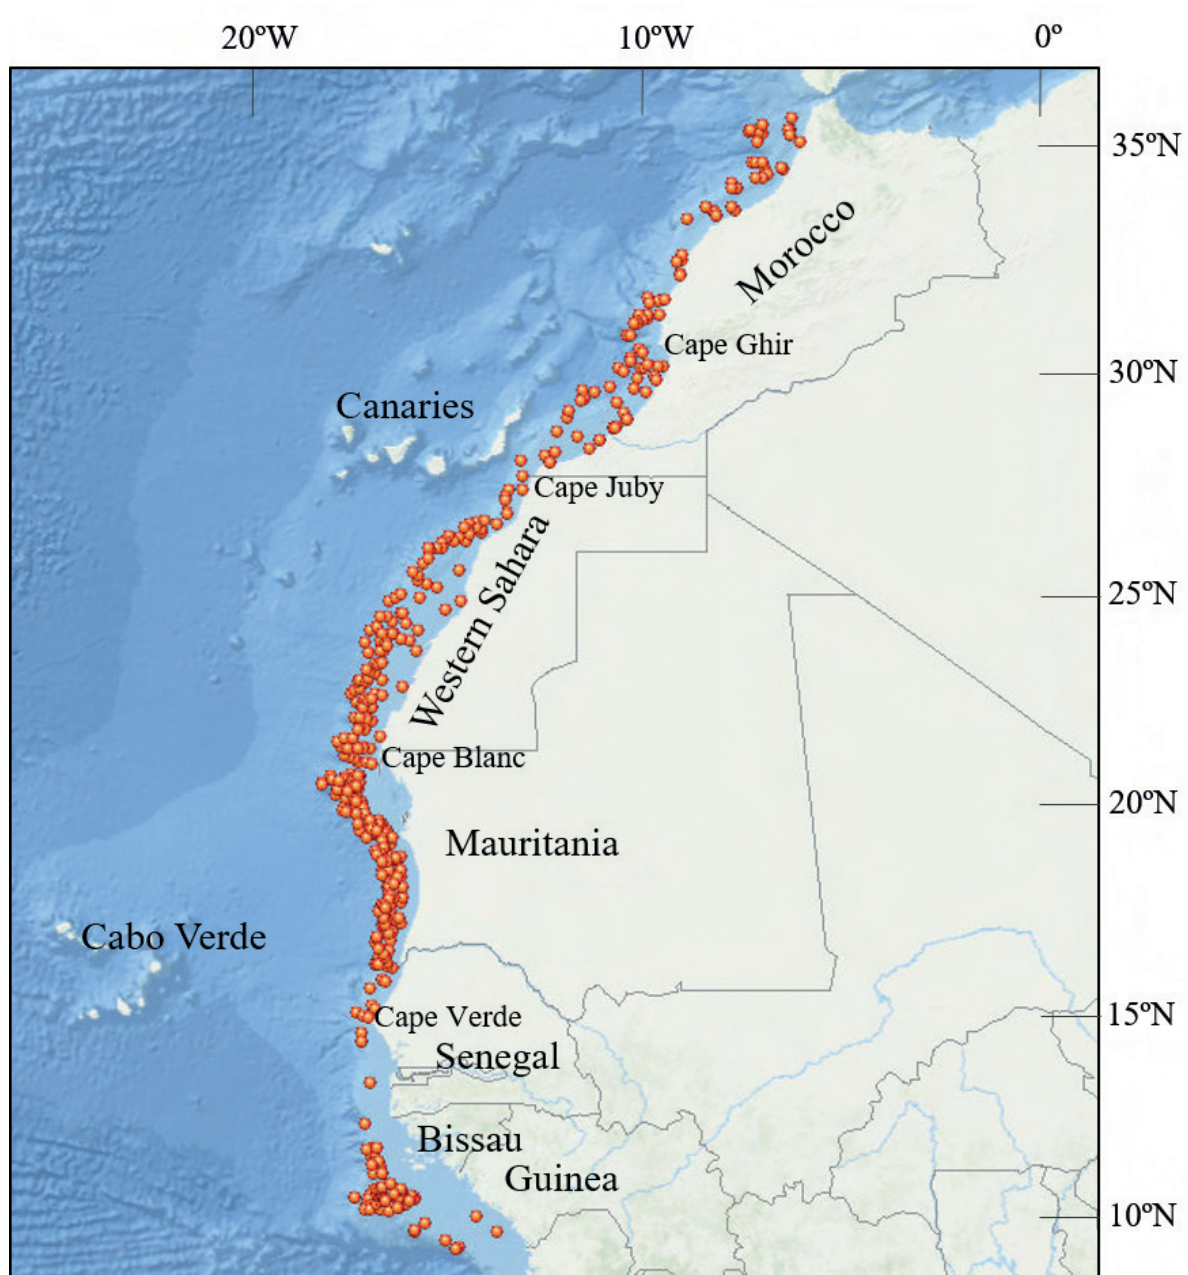 20ºW 10ºW 0º
35ºN
Morocco
Cape Ghir
30ºN
Canaries
Cape Juby
Western Sahara
25ºN
Cape Blanc
20ºN
Mauritania
Cabo Verde
Cape Verde
15ºN
Senegal
Bissau
Guinea
10ºN